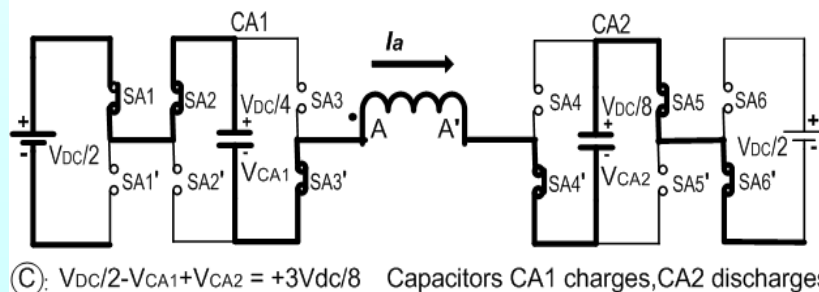 CA1
CA2
Ia
SA1
SA2
VDC/4
SA3
SA4
VDC/8
SA5
SA6
+
+
+
+
-
-
-
-
A
A'
VDC/2
SA1'
SA2'
VCA1
SA3'
SA4'
VCA2
SA5'
SA6'
VDC/2
Ⓒ: VDC/2-VCA1+VCA2 = +3Vdc/8 Capacitors CA1 charges,CA2 discharges